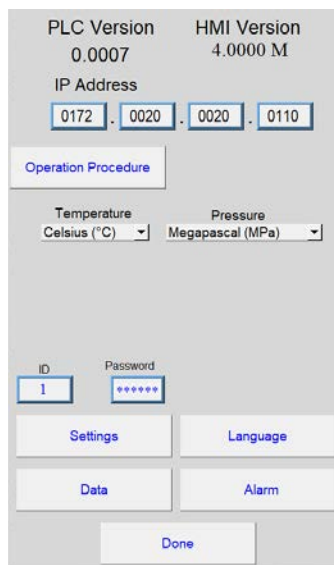 PLC Version HMI Version
0.0007 4.0000 M
IP Address
0172 . 0020 . 0020 . 0110
Operation Procedure
Temperature Pressure
Celsius (°C) Megapascal (MPa)
ID Password
1 ******
Settings Language
Data Alarm
Done